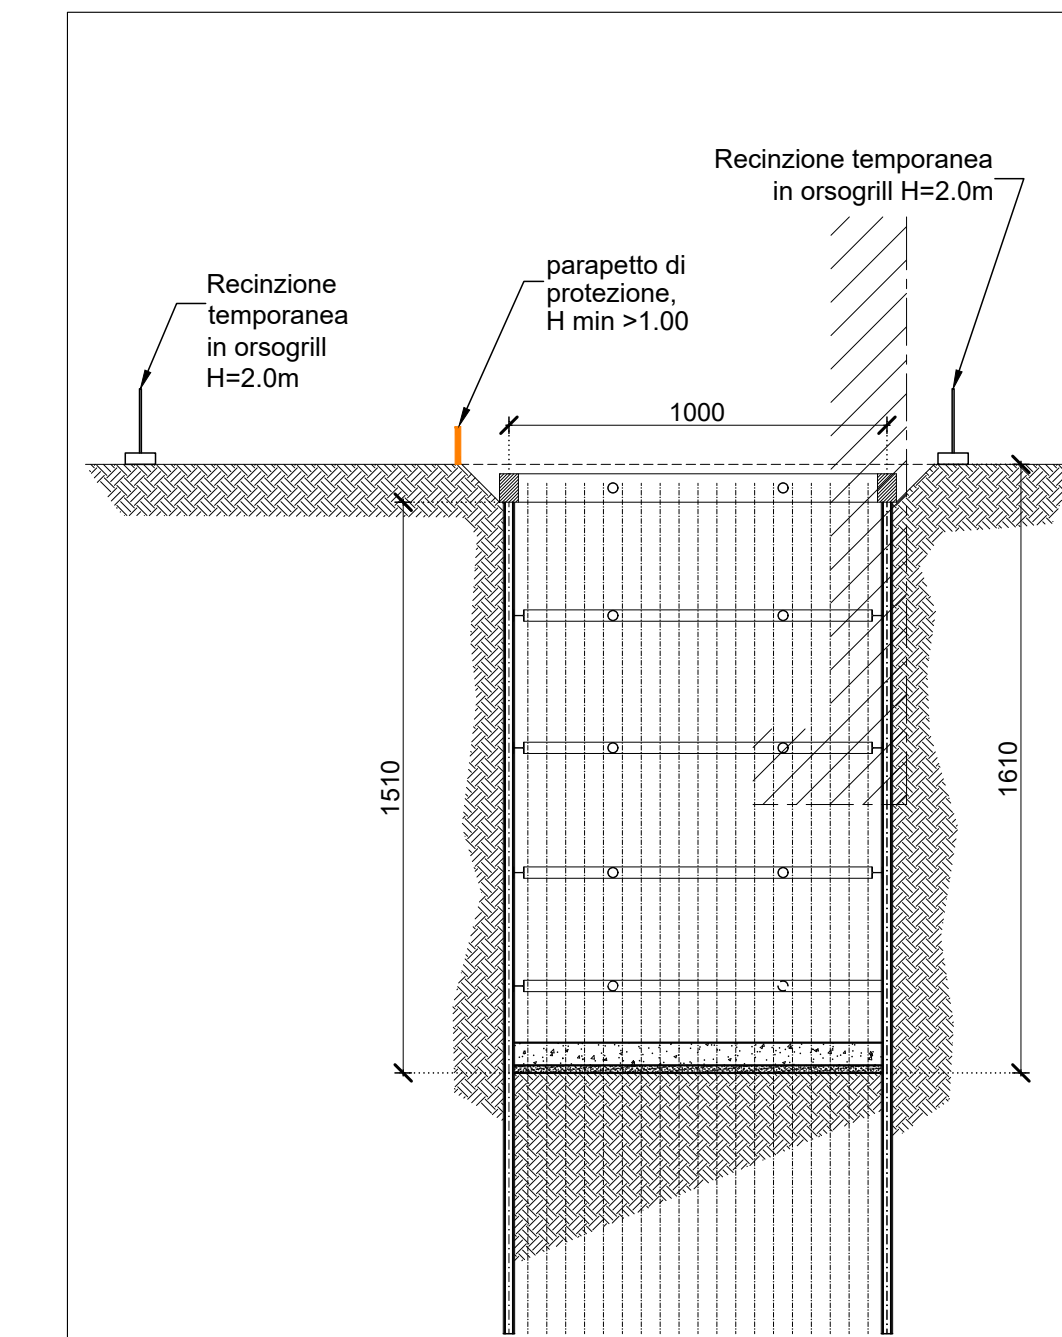 Recinzione temporanea
in orsogrill H=2.0m
parapetto di
protezione,
H min >1.00
Recinzione
temporanea
in orsogrill
H=2.0m
1000
1510
1610